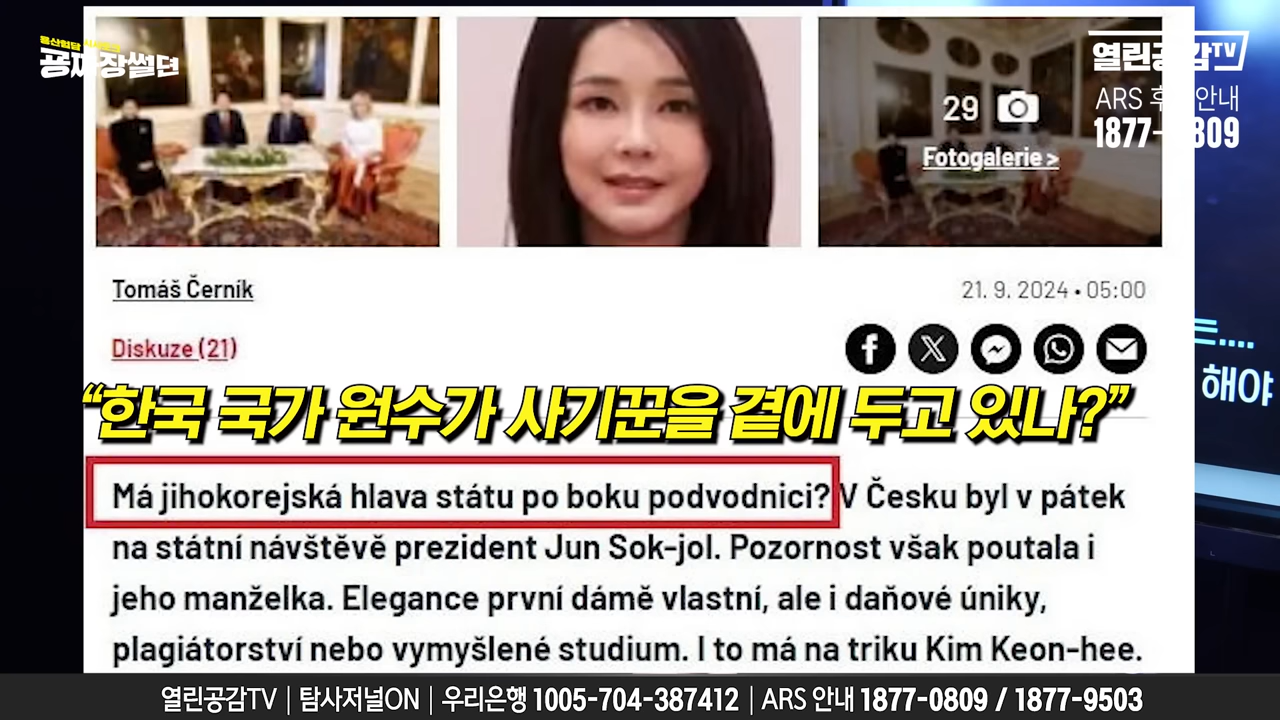 장썰뎐
열린공감TV
29
ARS 안내
Fotogalerie >
Tomáš Černík
21. 9. 2024 • 05:00
Diskuze (21)
해야
“한국 국가 원수가 사기꾼을 곁에 두고 있나?”
Má jihokorejská hlava státu po boku podvodnici? V Česku byl v pátek
na státní návštěvě prezident Jun Sok-jol. Pozornost však poutala i
jeho manželka. Elegance první dámě vlastní, ale i daňové úniky,
plagiátorství nebo vymyšlené studium. I to má na triku Kim Keon-hee.
열린공감TV | 탐사저널ON | 우리은행 1005-704-387412 | ARS 안내 1877-0809 / 1877-9503